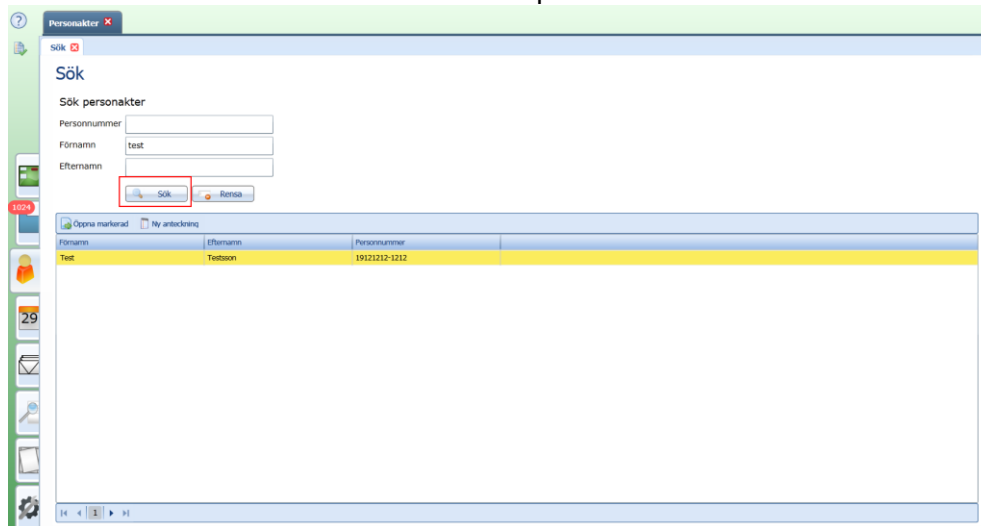 Personakter
Sök
Sök
Sök personakter
Personnummer
Förnamn test
Efternamn
Sök Rensa
1024
Öppna markerad Ny anteckning
Förnamn Efternamn Personnummer
Test Testsson 19121212-1212
29
1